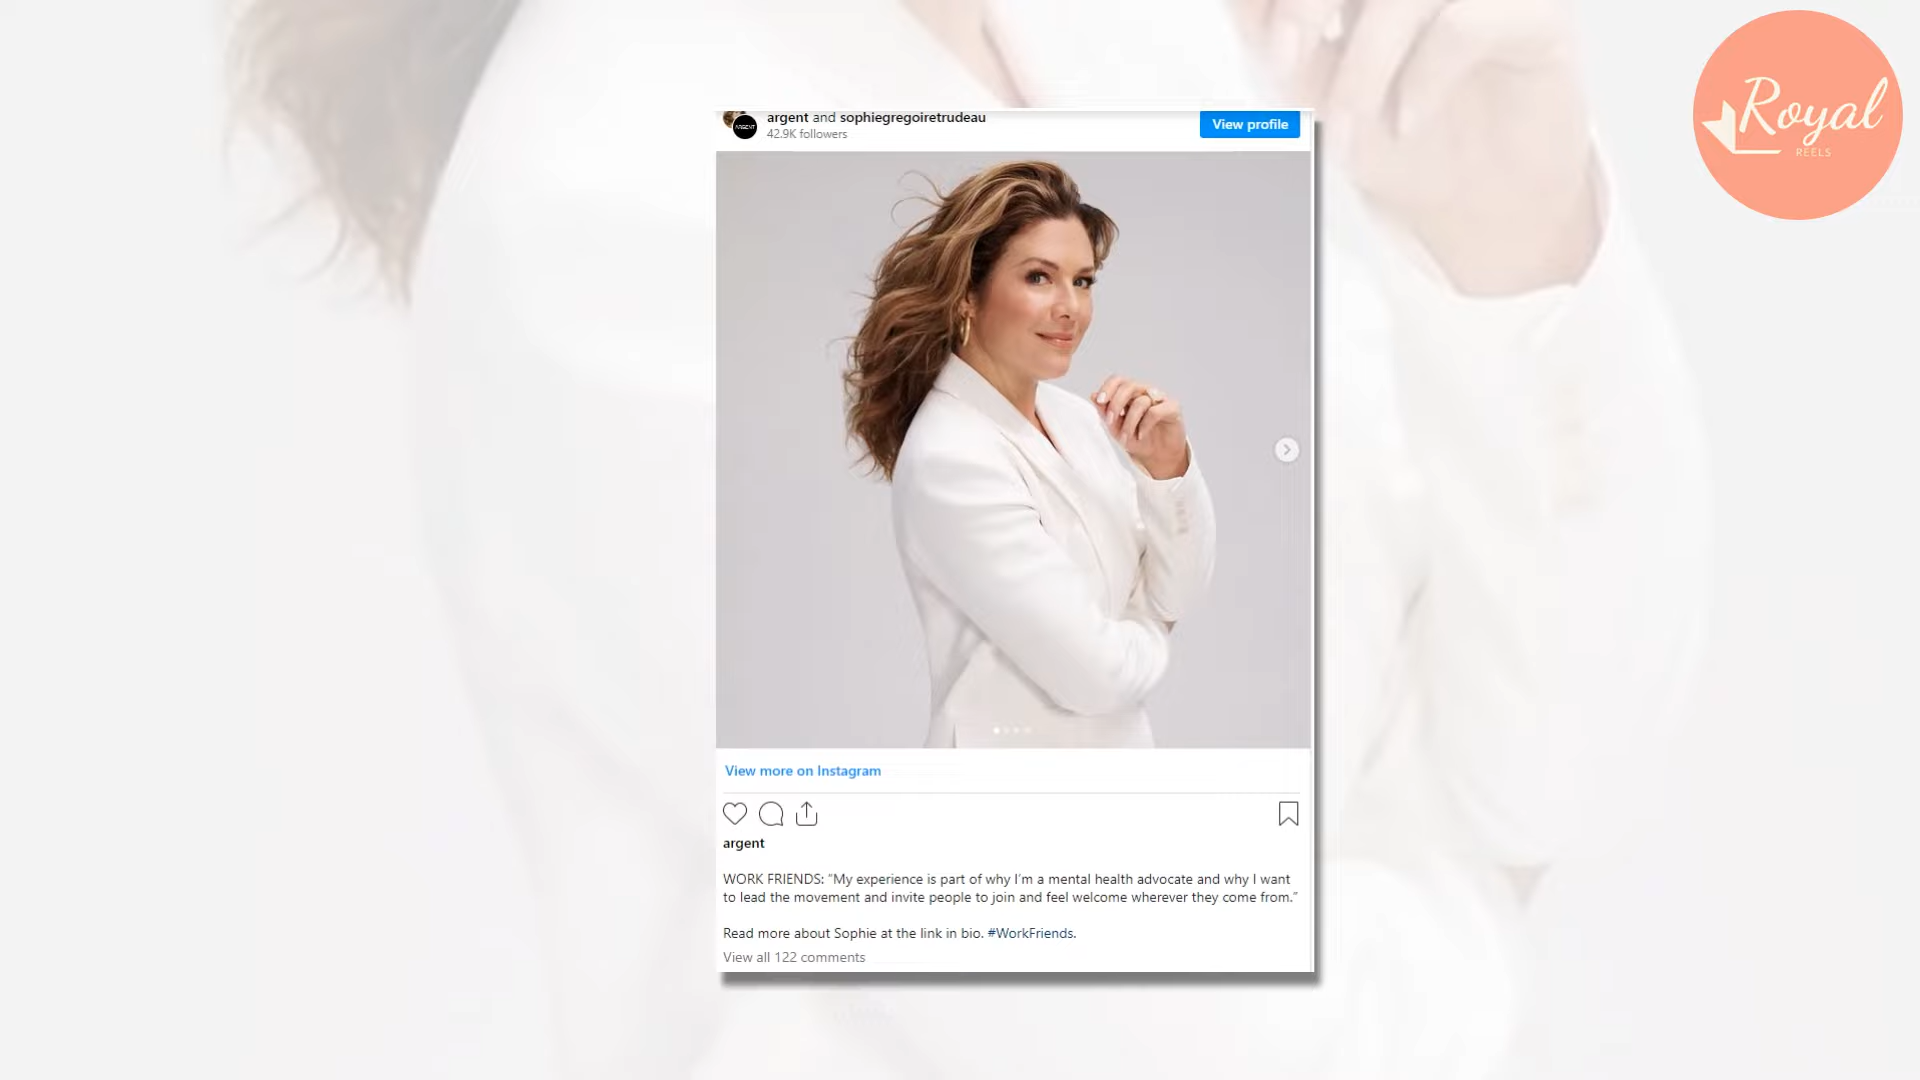 Royal
REELS
argent and sophiegregoiretrudeau
42.9K followers
View profile
ARGENT
View more on Instagram
argent
WORK FRIENDS: “My experience is part of why I'm a mental health advocate and why I want
to lead the movement and invite people to join and feel welcome wherever they come from.”
Read more about Sophie at the link in bio. #WorkFriends.
View all 122 comments